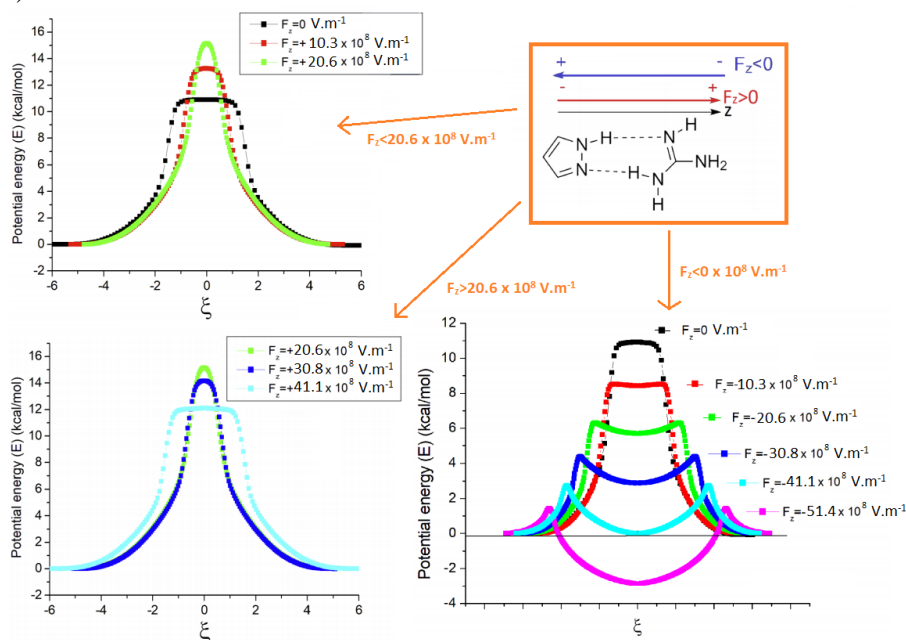 )
F_z=0 V.m⁻¹
F_z=+10.3 x 10⁸ V.m⁻¹
F_z=+20.6 x 10⁸ V.m⁻¹
Potential energy (E) (kcal/mol)
16
14
12
10
8
6
4
2
0
-2
-6 -4 -2 0 2 4 6
ξ
F_z<20.6 x 10⁸ V.m⁻¹
+ - F_z<0
- + F_z>0
z
N-H N H
N H-N NH₂
H
F_z>20.6 x 10⁸ V.m⁻¹
F_z<0 x 10⁸ V.m⁻¹
F_z=+20.6 x 10⁸ V.m⁻¹
F_z=+30.8 x 10⁸ V.m⁻¹
F_z=+41.1 x 10⁸ V.m⁻¹
Potential energy (E) (kcal/mol)
16
14
12
10
8
6
4
2
0
-2
-6 -4 -2 0 2 4 6
ξ
F_z=0 V.m⁻¹
F_z=-10.3 x 10⁸ V.m⁻¹
F_z=-20.6 x 10⁸ V.m⁻¹
F_z=-30.8 x 10⁸ V.m⁻¹
F_z=-41.1 x 10⁸ V.m⁻¹
F_z=-51.4 x 10⁸ V.m⁻¹
Potential energy (E) (kcal/mol)
12
10
8
6
4
2
0
-2
-4
ξ